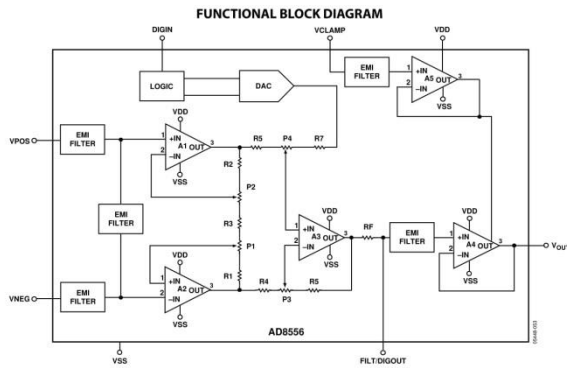 FUNCTIONAL BLOCK DIAGRAM
DIGIN
VCLAMP
VDD
EMI
FILTER
1
+IN
A5
OUT
3
2
–IN
VSS
LOGIC
DAC
VDD
VPOS
EMI
FILTER
1
+IN
A1
OUT
3
2
–IN
VSS
R5
P4
R7
R2
P2
EMI
FILTER
R3
P1
VDD
1
+IN
A3
OUT
3
2
–IN
VSS
RF
EMI
FILTER
VDD
1
+IN
A4
OUT
3
2
–IN
VSS
VOUT
VDD
1
+IN
A2
OUT
3
2
–IN
VSS
R1
R4
P3
R5
VNEG
EMI
FILTER
AD8556
VSS
FILT/DIGOUT